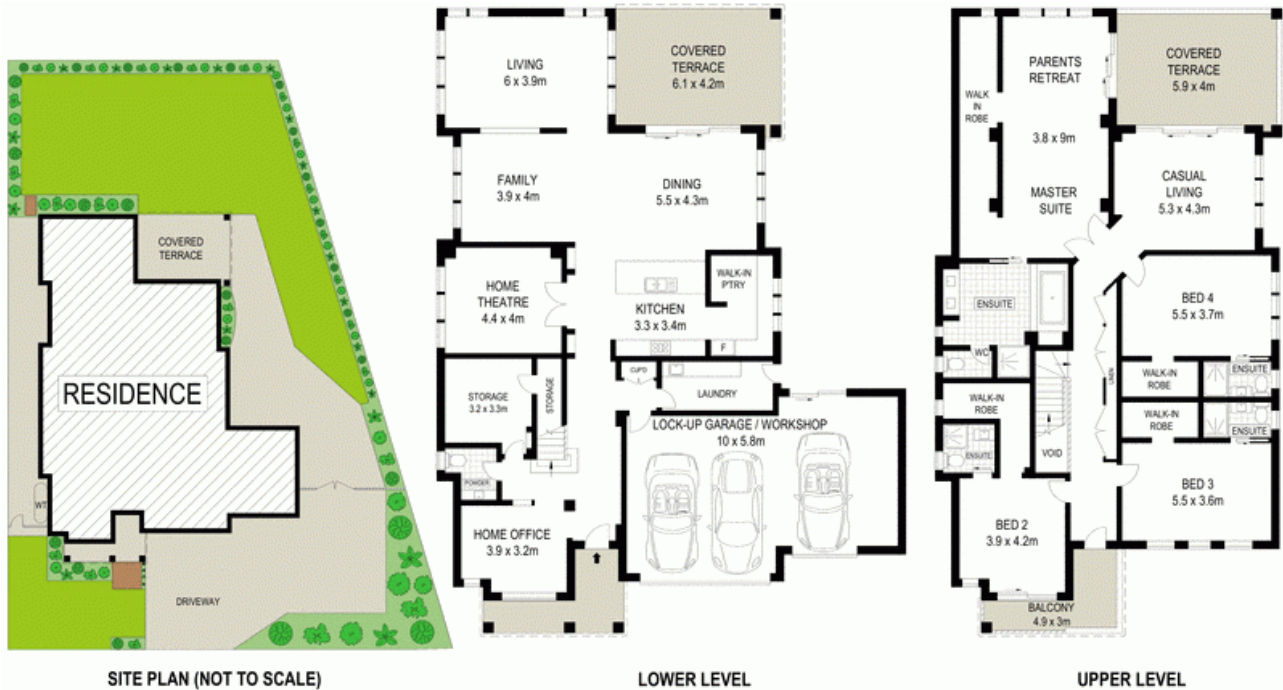 COVERED
TERRACE
RESIDENCE
WT
DRIVEWAY
SITE PLAN (NOT TO SCALE)
LIVING
6 x 3.9m
COVERED
TERRACE
6.1 x 4.2m
FAMILY
3.9 x 4m
DINING
5.5 x 4.3m
HOME
THEATRE
4.4 x 4m
WALK-IN
PTRY
KITCHEN
3.3 x 3.4m
F
STORAGE
3.2 x 3.3m
STORAGE
CUP'D
LAUNDRY
LOCK-UP GARAGE / WORKSHOP
10 x 5.8m
POWDER
HOME OFFICE
3.9 x 3.2m
LOWER LEVEL
WALK
IN
ROBE
PARENTS
RETREAT
3.8 x 9m
MASTER
SUITE
COVERED
TERRACE
5.9 x 4m
CASUAL
LIVING
5.3 x 4.3m
ENSUITE
WC
BED 4
5.5 x 3.7m
LINEN
WALK-IN
ROBE
ENSUITE
WALK-IN
ROBE
WALK-IN
ROBE
ENSUITE
ENSUITE
VOID
BED 3
5.5 x 3.6m
BED 2
3.9 x 4.2m
BALCONY
4.9 x 3m
UPPER LEVEL